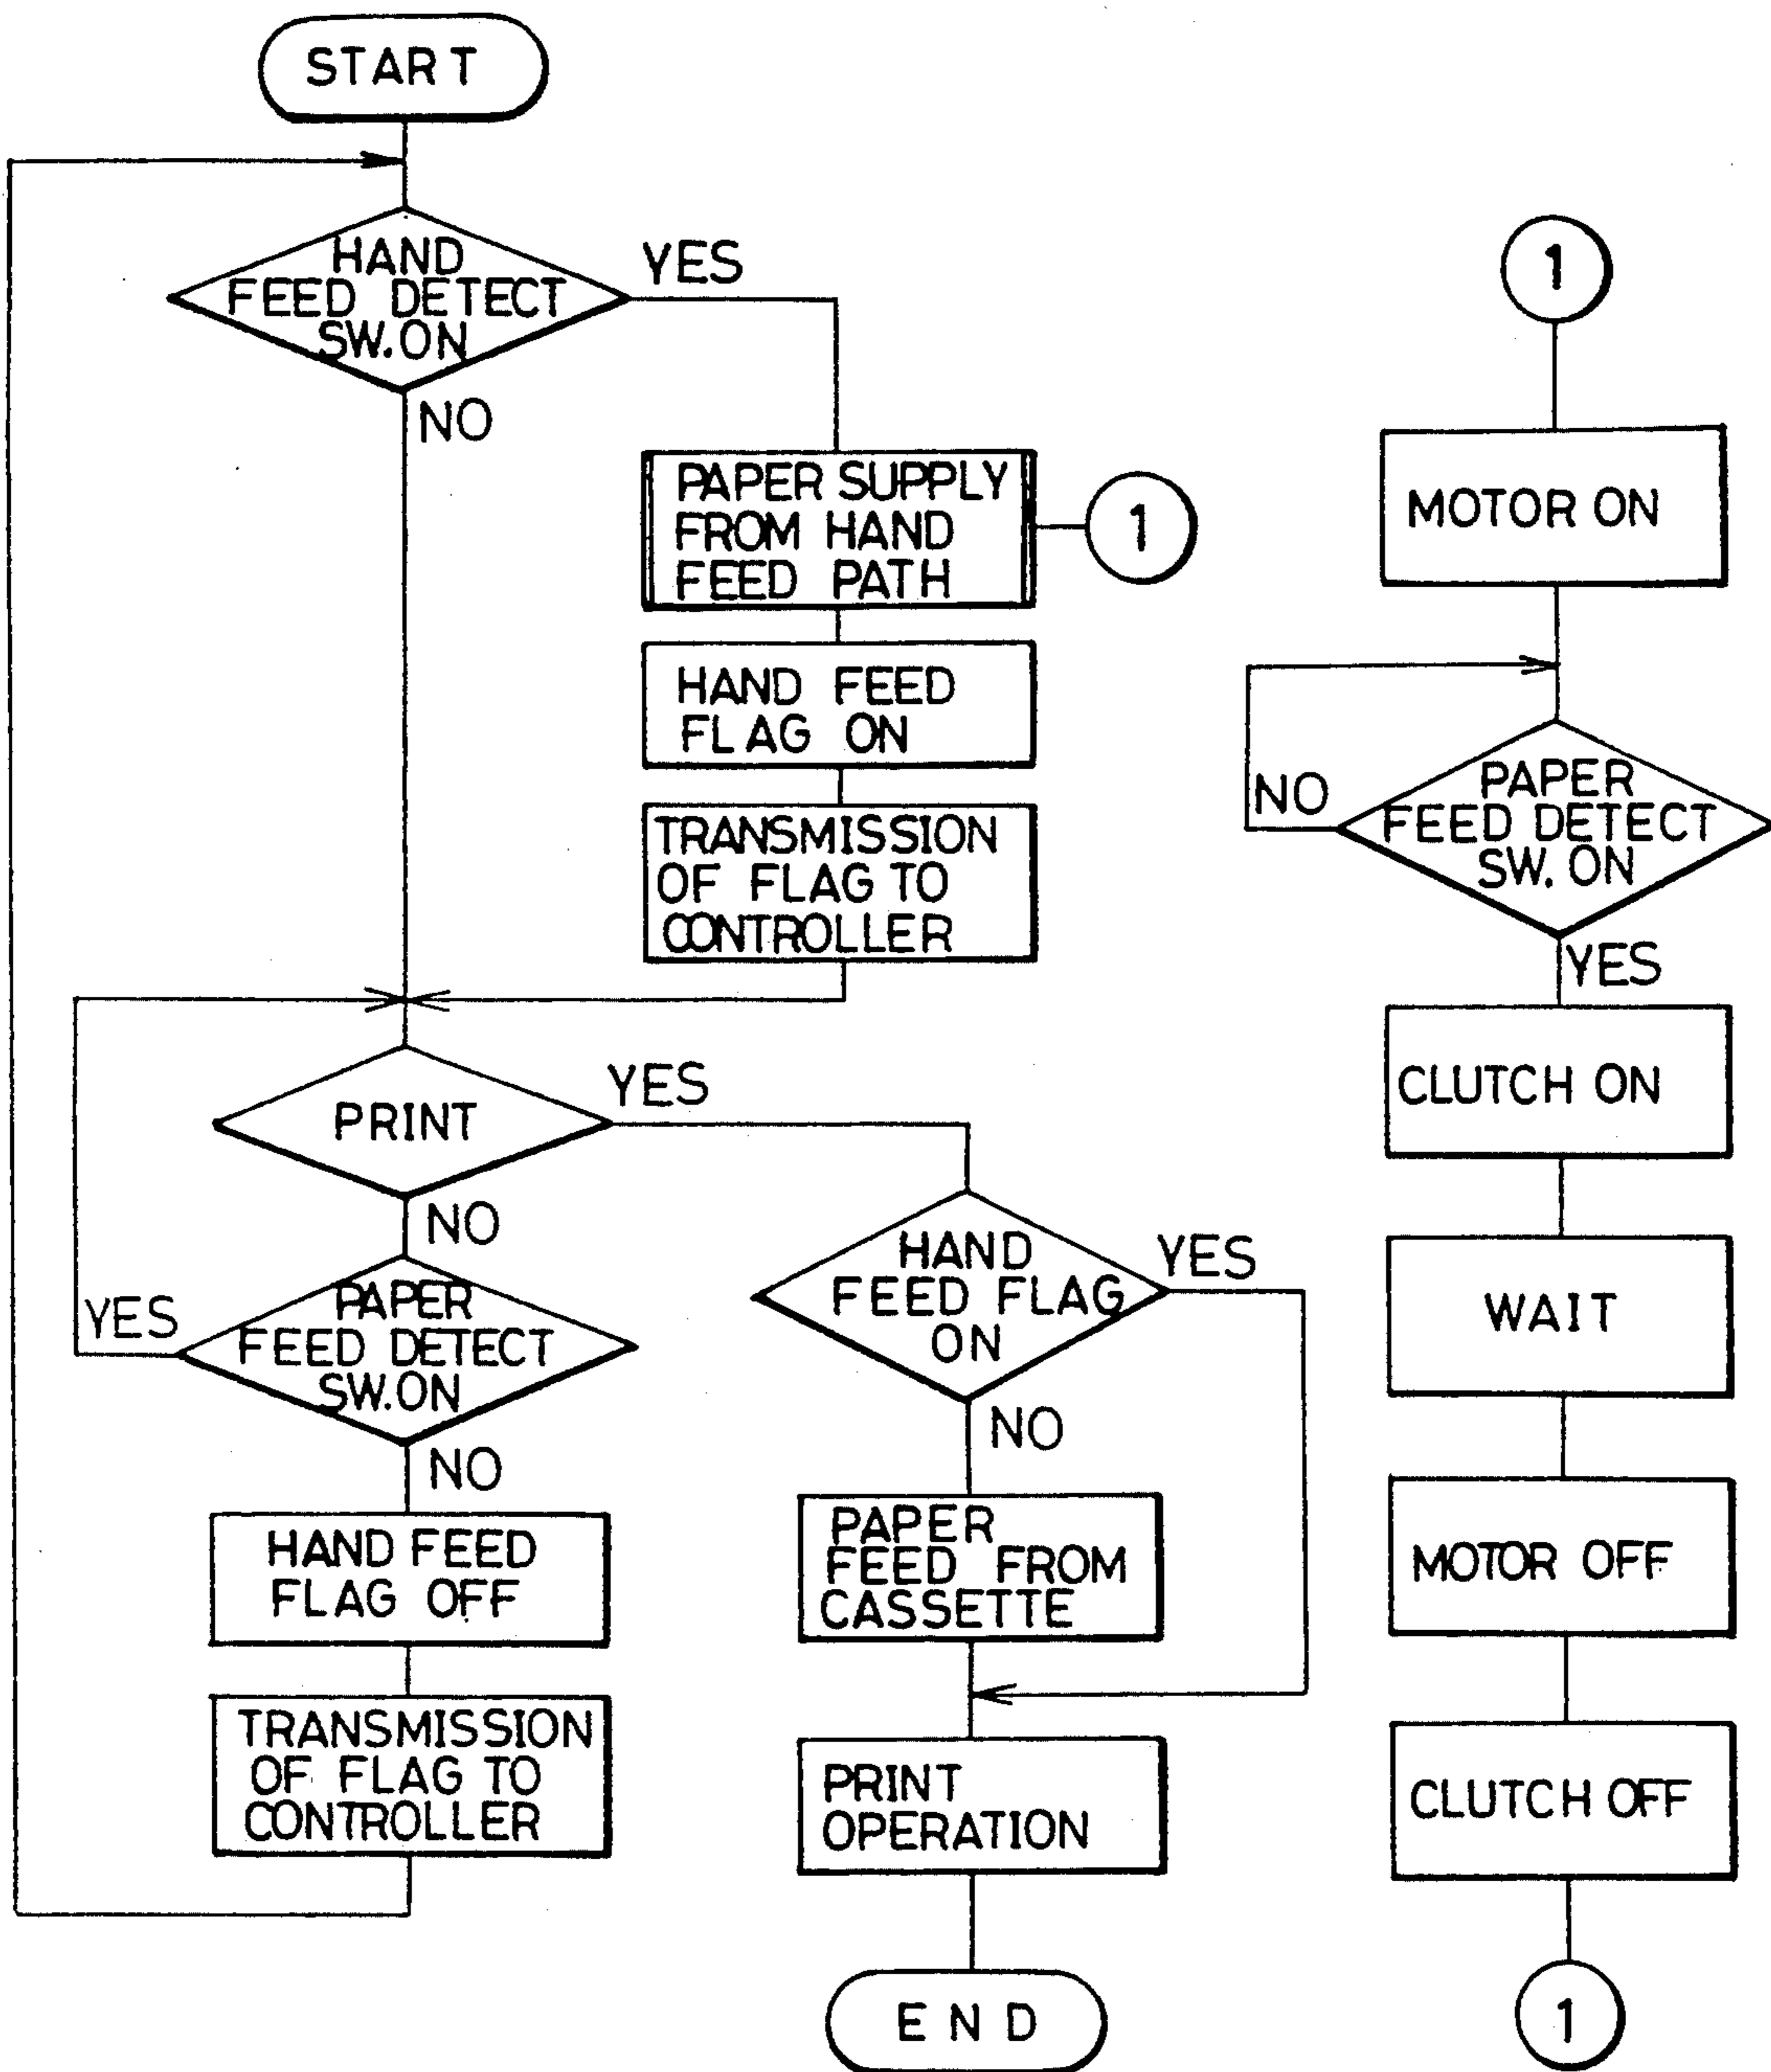 START
HAND
FEED DETECT
SW.ON
YES
NO
PAPER SUPPLY
FROM HAND
FEED PATH
1
HAND FEED
FLAG ON
TRANSMISSION
OF FLAG TO
CONTROLLER
PRINT
YES
NO
PAPER
FEED DETECT
SW.ON
YES
NO
HAND FEED
FLAG OFF
TRANSMISSION
OF FLAG TO
CONTROLLER
HAND
FEED FLAG
ON
YES
NO
PAPER
FEED FROM
CASSETTE
PRINT
OPERATION
END
1
MOTOR ON
PAPER
FEED DETECT
SW. ON
NO
YES
CLUTCH ON
WAIT
MOTOR OFF
CLUTCH OFF
1